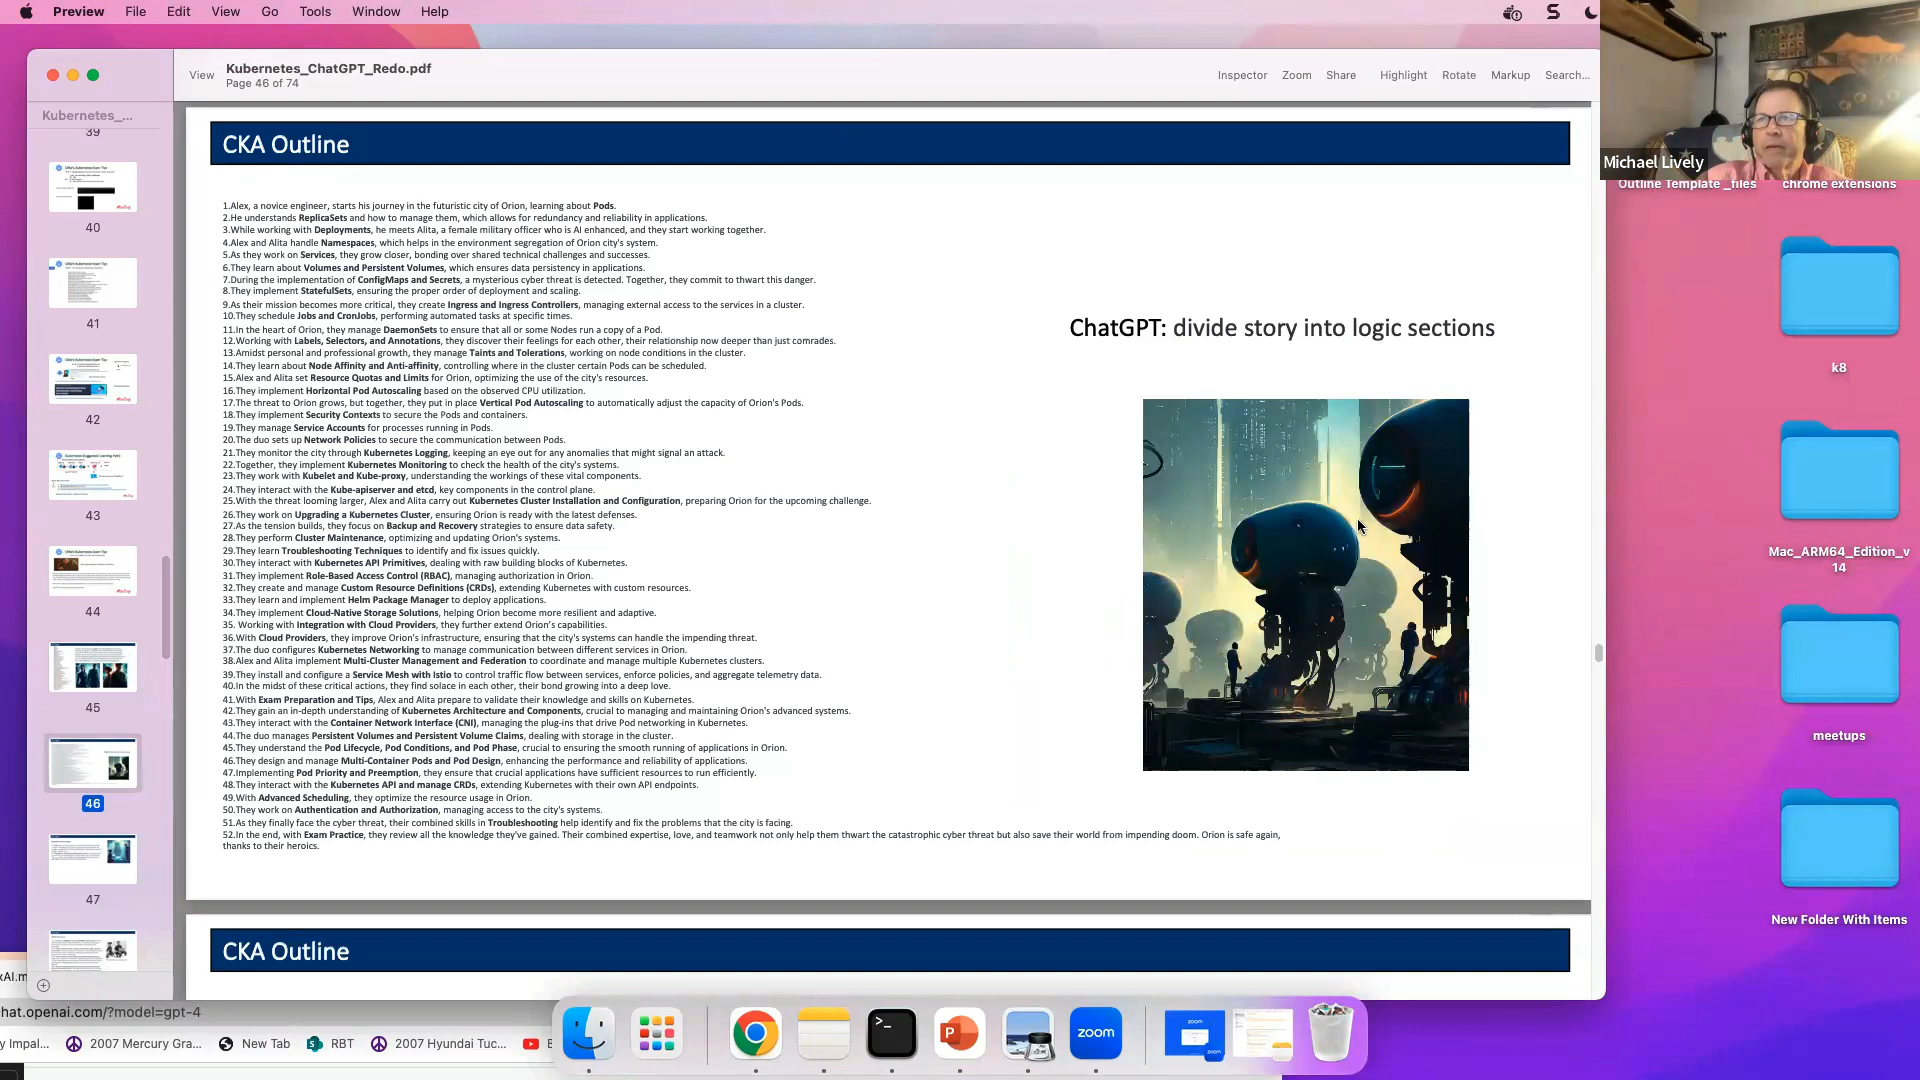 Preview File Edit View Go Tools Window Help
View
Kubernetes_ChatGPT_Redo.pdf
Page 46 of 74
Inspector Zoom Share Highlight Rotate Markup Search...
Kubernetes_...
39
40
41
42
43
44
45
46
47
CKA Outline
1.Alex, a novice engineer, starts his journey in the futuristic city of Orion, learning about Pods.
2.He understands ReplicaSets and how to manage them, which allows for redundancy and reliability in applications.
3.While working with Deployments, he meets Alita, a female military officer who is AI enhanced, and they start working together.
4.Alex and Alita handle Namespaces, which helps in the environment segregation of Orion city's system.
5.As they work on Services, they grow closer, bonding over shared technical challenges and successes.
6.They learn about Volumes and Persistent Volumes, which ensures data persistency in applications.
7.During the implementation of ConfigMaps and Secrets, a mysterious cyber threat is detected. Together, they commit to thwart this danger.
8.They implement StatefulSets, ensuring the proper order of deployment and scaling.
9.As their mission becomes more critical, they create Ingress and Ingress Controllers, managing external access to the services in a cluster.
10.They schedule Jobs and CronJobs, performing automated tasks at specific times.
11.In the heart of Orion, they manage DaemonSets to ensure that all or some Nodes run a copy of a Pod.
12.Working with Labels, Selectors, and Annotations, they discover their feelings for each other, their relationship now deeper than just comrades.
13.Amidst personal and professional growth, they manage Taints and Tolerations, working on node conditions in the cluster.
14.They learn about Node Affinity and Anti-affinity, controlling where in the cluster certain Pods can be scheduled.
15.Alex and Alita set Resource Quotas and Limits for Orion, optimizing the use of the city's resources.
16.They implement Horizontal Pod Autoscaling based on the observed CPU utilization.
17.The threat to Orion grows, but together, they put in place Vertical Pod Autoscaling to automatically adjust the capacity of Orion's Pods.
18.They implement Security Contexts to secure the Pods and containers.
19.They manage Service Accounts for processes running in Pods.
20.The duo sets up Network Policies to secure the communication between Pods.
21.They monitor the city through Kubernetes Logging, keeping an eye out for any anomalies that might signal an attack.
22.Together, they implement Kubernetes Monitoring to check the health of the city's systems.
23.They work with Kubelet and Kube-proxy, understanding the workings of these vital components.
24.They interact with the Kube-apiserver and etcd, key components in the control plane.
25.With the threat looming larger, Alex and Alita carry out Kubernetes Cluster Installation and Configuration, preparing Orion for the upcoming challenge.
26.They work on Upgrading a Kubernetes Cluster, ensuring Orion is ready with the latest defenses.
27.As the tension builds, they focus on Backup and Recovery strategies to ensure data safety.
28.They perform Cluster Maintenance, optimizing and updating Orion's systems.
29.They learn Troubleshooting Techniques to identify and fix issues quickly.
30.They interact with Kubernetes API Primitives, dealing with raw building blocks of Kubernetes.
31.They implement Role-Based Access Control (RBAC), managing authorization in Orion.
32.They create and manage Custom Resource Definitions (CRDs), extending Kubernetes with custom resources.
33.They learn and implement Helm Package Manager to deploy applications.
34.They implement Cloud-Native Storage Solutions, helping Orion become more resilient and adaptive.
35. Working with Integration with Cloud Providers, they further extend Orion's capabilities.
36.With Cloud Providers, they improve Orion's infrastructure, ensuring that the city's systems can handle the impending threat.
37.The duo configures Kubernetes Networking to manage communication between different services in Orion.
38.Alex and Alita implement Multi-Cluster Management and Federation to coordinate and manage multiple Kubernetes clusters.
39.They install and configure a Service Mesh with Istio to control traffic flow between services, enforce policies, and aggregate telemetry data.
40.In the midst of these critical actions, they find solace in each other, their bond growing into a deep love.
41.With Exam Preparation and Tips, Alex and Alita prepare to validate their knowledge and skills on Kubernetes.
42.They gain an in-depth understanding of Kubernetes Architecture and Components, crucial to managing and maintaining Orion's advanced systems.
43.They interact with the Container Network Interface (CNI), managing the plug-ins that drive Pod networking in Kubernetes.
44.The duo manages Persistent Volumes and Persistent Volume Claims, dealing with storage in the cluster.
45.They understand the Pod Lifecycle, Pod Conditions, and Pod Phase, crucial to ensuring the smooth running of applications in Orion.
46.They design and manage Multi-Container Pods and Pod Design, enhancing the performance and reliability of applications.
47.Implementing Pod Priority and Preemption, they ensure that crucial applications have sufficient resources to run efficiently.
48.They interact with the Kubernetes API and manage CRDs, extending Kubernetes with their own API endpoints.
49.With Advanced Scheduling, they optimize the resource usage in Orion.
50.They work on Authentication and Authorization, managing access to the city's systems.
51.As they finally face the cyber threat, their combined skills in Troubleshooting help identify and fix the problems that the city is facing.
52.In the end, with Exam Practice, they review all the knowledge they've gained. Their combined expertise, love, and teamwork not only help them thwart the catastrophic cyber threat but also save their world from impending doom. Orion is safe again,
thanks to their heroics.
ChatGPT: divide story into logic sections
CKA Outline
Michael Lively
Outline Template _files
chrome extensions
k8
Mac_ARM64_Edition_v
14
meetups
New Folder With Items
xAI.m
hat.openai.com/?model=gpt-4
y Impal...
2007 Mercury Gra...
New Tab
RBT
2007 Hyundai Tuc...
zoom
zoom